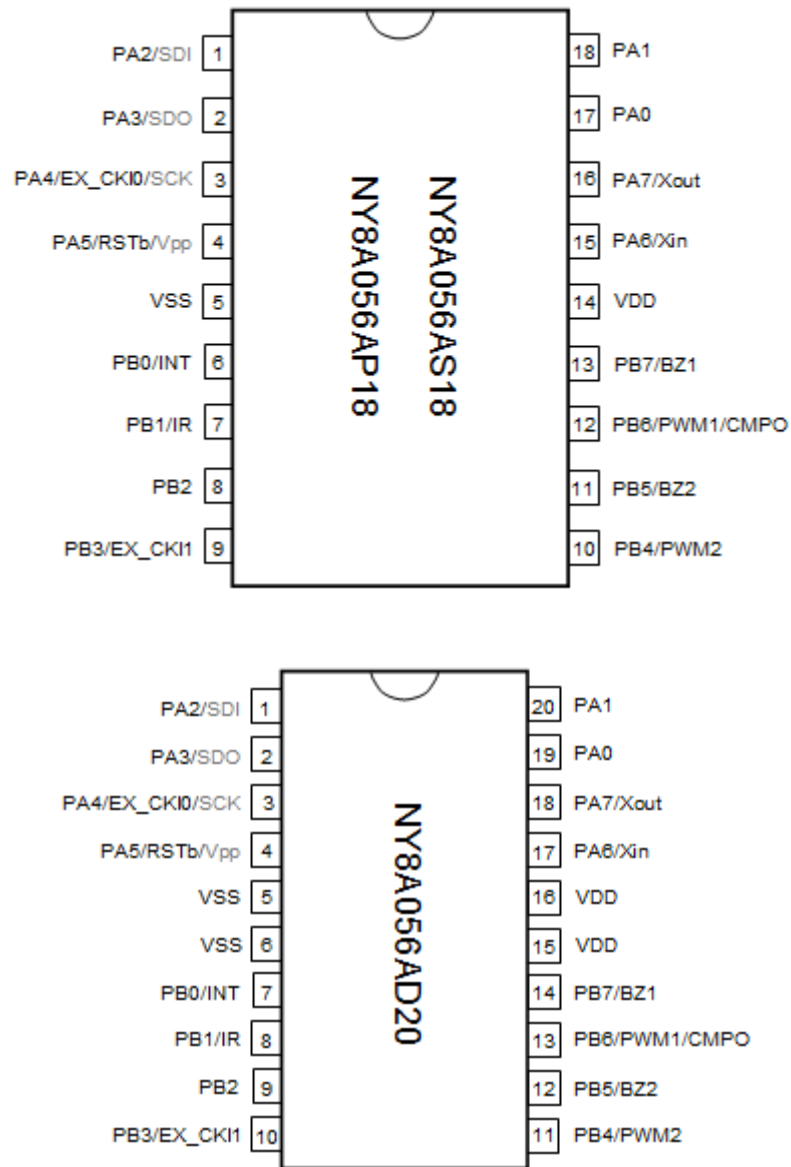 PA2/SDI 1 18 PA1
PA3/SDO 2 17 PA0
PA4/EX_CKI0/SCK 3 16 PA7/Xout
PA5/RSTb/Vpp 4 15 PA6/Xin
VSS 5 14 VDD
PB0/INT 6 13 PB7/BZ1
PB1/IR 7 12 PB6/PWM1/CMPO
PB2 8 11 PB5/BZ2
PB3/EX_CKI1 9 10 PB4/PWM2
NY8A056AP18
NY8A056AS18
PA2/SDI 1 20 PA1
PA3/SDO 2 19 PA0
PA4/EX_CKI0/SCK 3 18 PA7/Xout
PA5/RSTb/Vpp 4 17 PA6/Xin
VSS 5 16 VDD
VSS 6 15 VDD
PB0/INT 7 14 PB7/BZ1
PB1/IR 8 13 PB6/PWM1/CMPO
PB2 9 12 PB5/BZ2
PB3/EX_CKI1 10 11 PB4/PWM2
NY8A056AD20